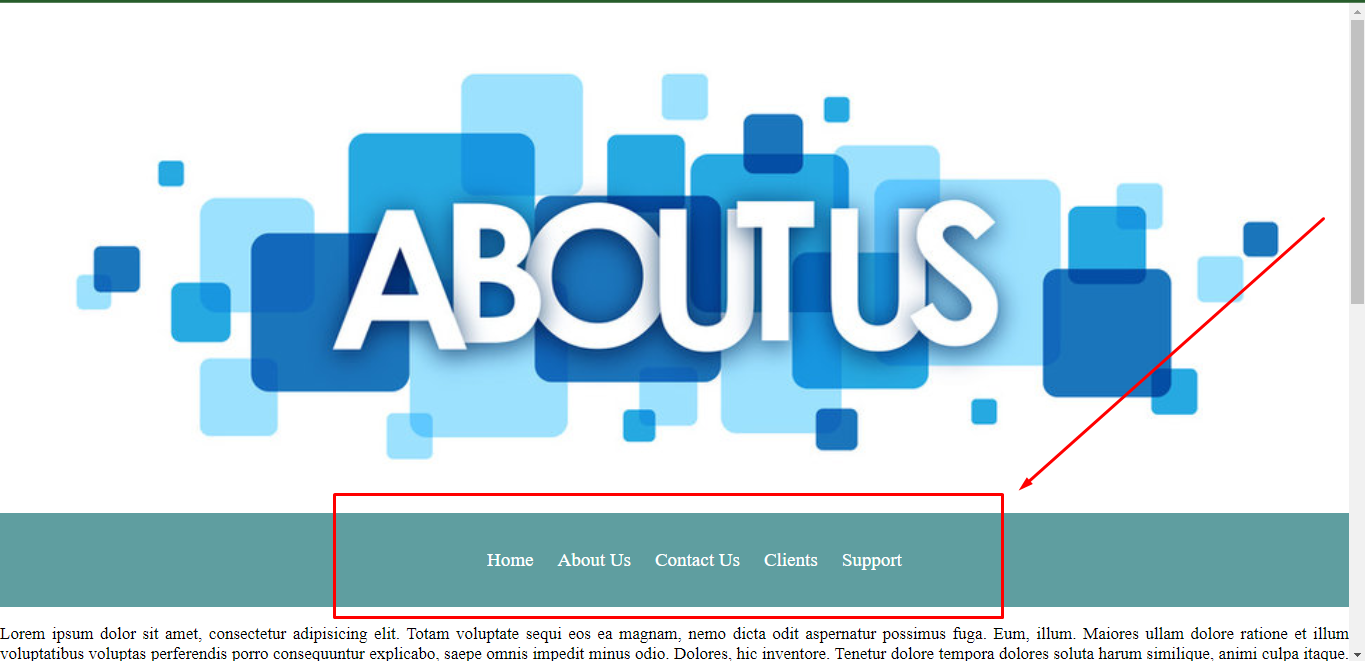 ABOUT US
Home About Us Contact Us Clients Support
Lorem ipsum dolor sit amet, consectetur adipisicing elit. Totam voluptate sequi eos ea magnam, nemo dicta odit aspernatur possimus fuga. Eum, illum. Maiores ullam dolore ratione et illum
voluptatibus voluptas perferendis porro consequuntur explicabo, saepe omnis impedit minus odio. Dolores, hic inventore. Tenetur dolore tempora dolores soluta harum similique, animi culpa itaque.